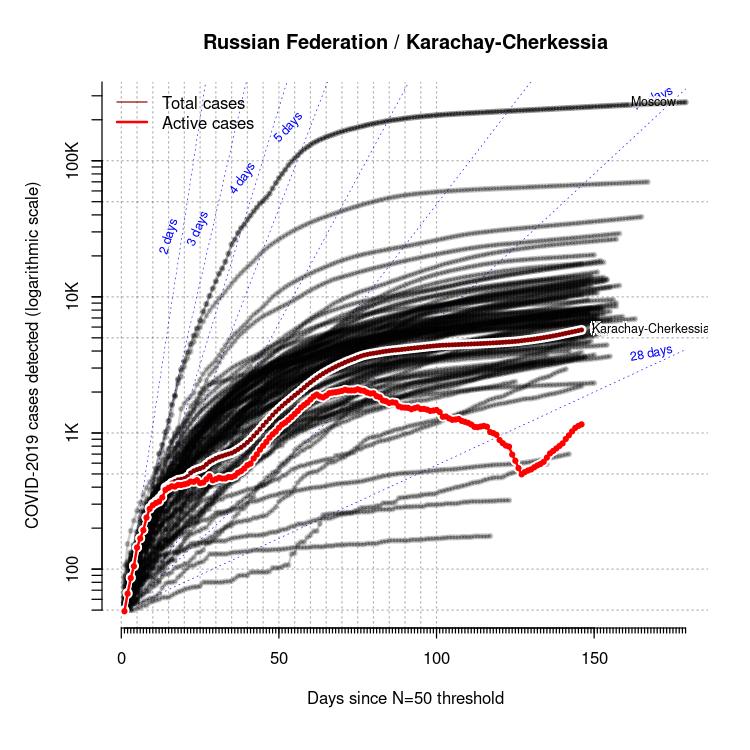 Russian Federation / Karachay-Cherkessia
Total cases
Active cases
Moscow
2 days
3 days
4 days
5 days
28 days
Karachay-Cherkessia
COVID-2019 cases detected (logarithmic scale)
100K
10K
1K
100
0
50
100
150
Days since N=50 threshold